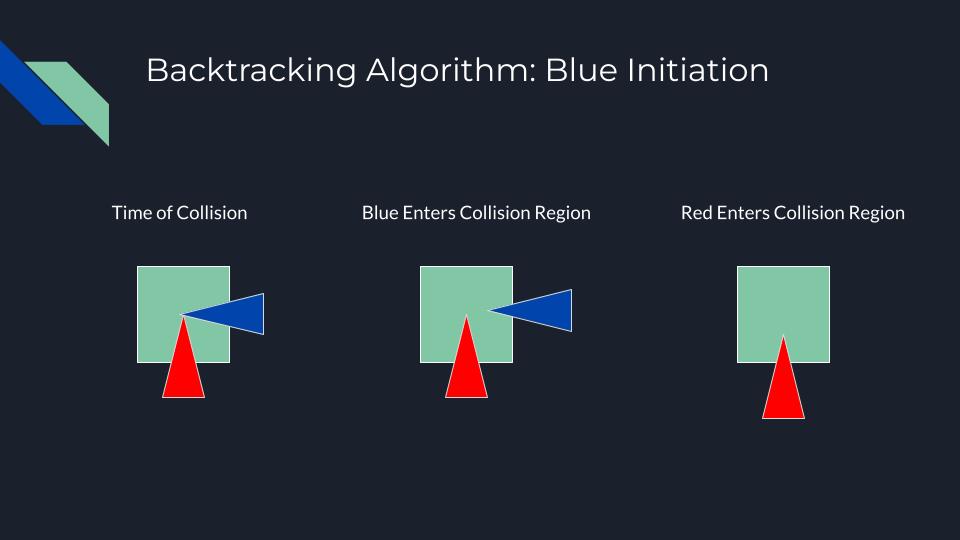 Backtracking Algorithm: Blue Initiation
Time of Collision
Blue Enters Collision Region
Red Enters Collision Region